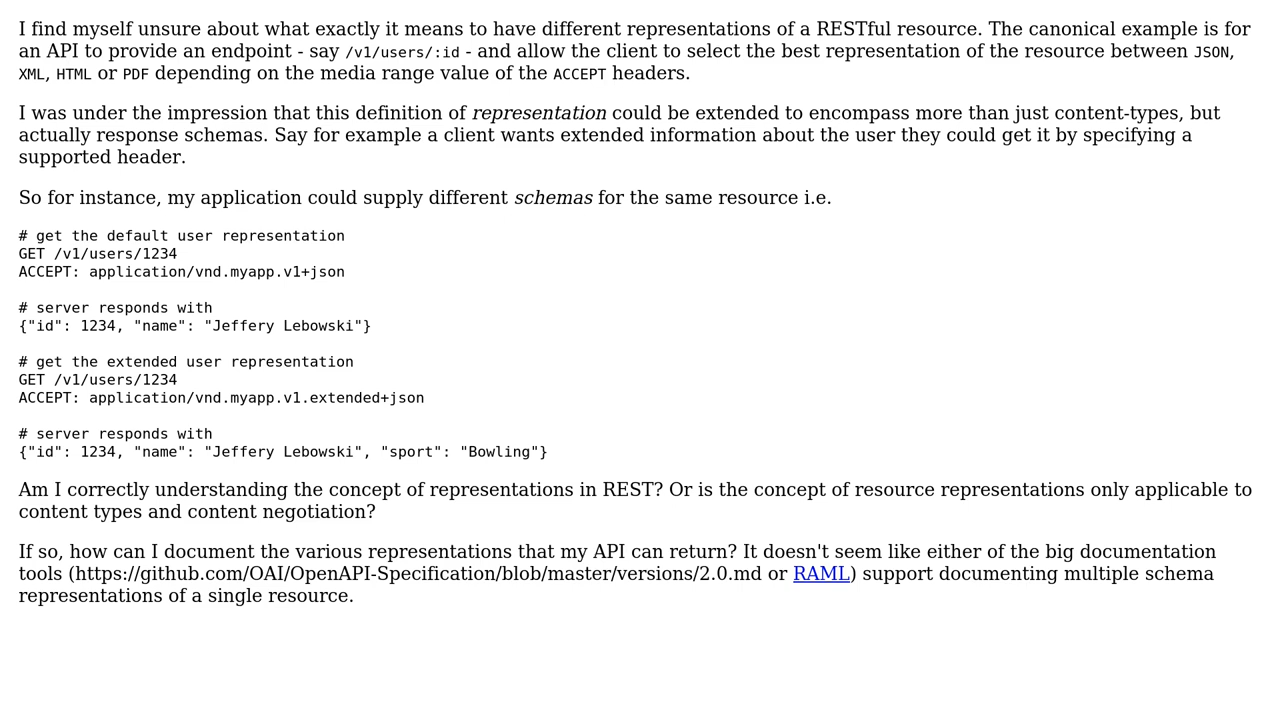 I find myself unsure about what exactly it means to have different representations of a RESTful resource. The canonical example is for
an API to provide an endpoint - say /v1/users/:id - and allow the client to select the best representation of the resource between JSON,
XML, HTML or PDF depending on the media range value of the ACCEPT headers.
I was under the impression that this definition of representation could be extended to encompass more than just content-types, but
actually response schemas. Say for example a client wants extended information about the user they could get it by specifying a
supported header.
So for instance, my application could supply different schemas for the same resource i.e.
# get the default user representation
GET /v1/users/1234
ACCEPT: application/vnd.myapp.v1+json
# server responds with
{"id": 1234, "name": "Jeffery Lebowski"}
# get the extended user representation
GET /v1/users/1234
ACCEPT: application/vnd.myapp.v1.extended+json
# server responds with
{"id": 1234, "name": "Jeffery Lebowski", "sport": "Bowling"}
Am I correctly understanding the concept of representations in REST? Or is the concept of resource representations only applicable to
content types and content negotiation?
If so, how can I document the various representations that my API can return? It doesn't seem like either of the big documentation
tools (https://github.com/OAI/OpenAPI-Specification/blob/master/versions/2.0.md or RAML) support documenting multiple schema
representations of a single resource.